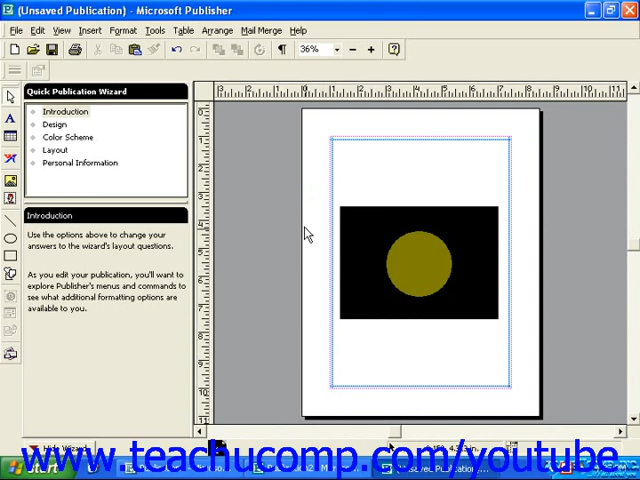 (Unsaved Publication) - Microsoft Publisher
File Edit View Insert Format Tools Table Arrange Mail Merge Help
36%
Quick Publication Wizard
Introduction
Design
Color Scheme
Layout
Personal Information
Introduction
Use the options above to change your
answers to the wizard's layout questions.
As you edit your publication, you'll want to
explore Publisher's menus and commands to
see what additional formatting options are
available to you.
Hide Wizard
www.teachucomp.com/youtube
start